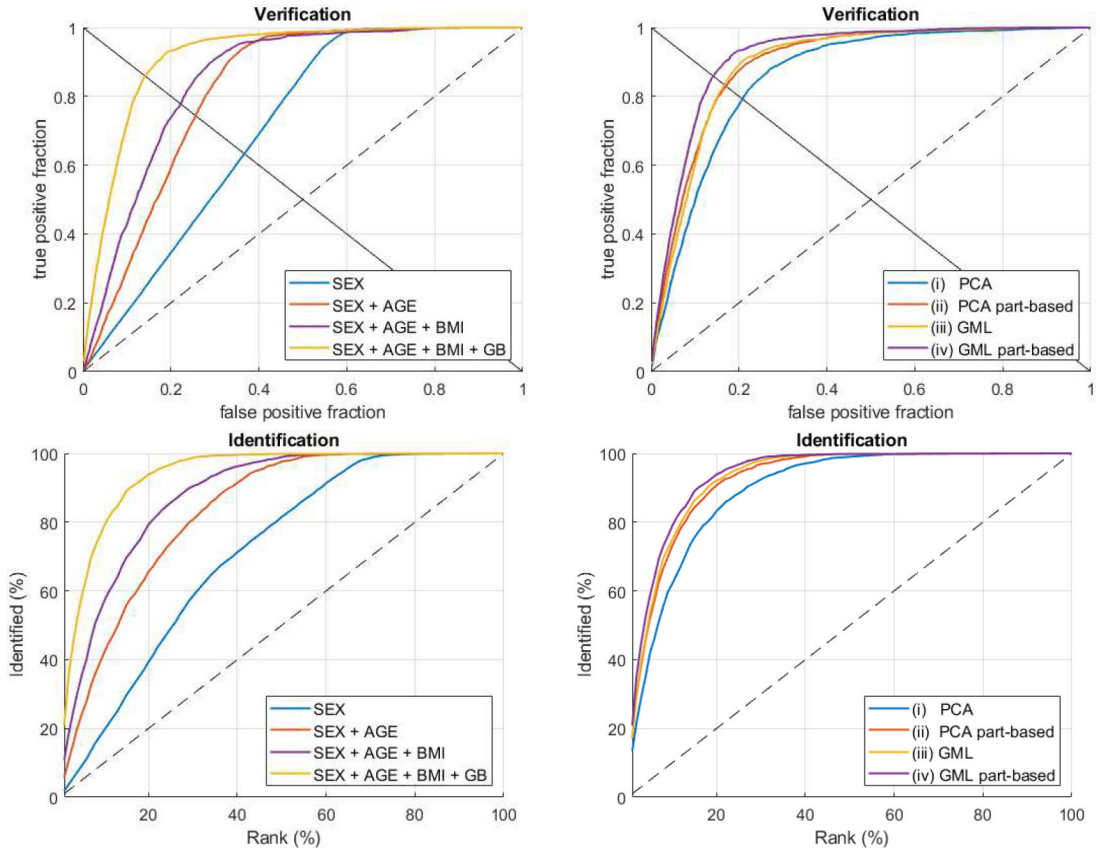 Verification
1
0.8
0.6
0.4
0.2
0
true positive fraction
0
0.2
0.4
0.6
0.8
1
false positive fraction
SEX
SEX + AGE
SEX + AGE + BMI
SEX + AGE + BMI + GB
Verification
1
0.8
0.6
0.4
0.2
0
true positive fraction
0
0.2
0.4
0.6
0.8
1
false positive fraction
(i) PCA
(ii) PCA part-based
(iii) GML
(iv) GML part-based
Identification
100
80
60
40
20
0
Identified (%)
20
40
60
80
100
Rank (%)
SEX
SEX + AGE
SEX + AGE + BMI
SEX + AGE + BMI + GB
Identification
100
80
60
40
20
0
Identified (%)
20
40
60
80
100
Rank (%)
(i) PCA
(ii) PCA part-based
(iii) GML
(iv) GML part-based